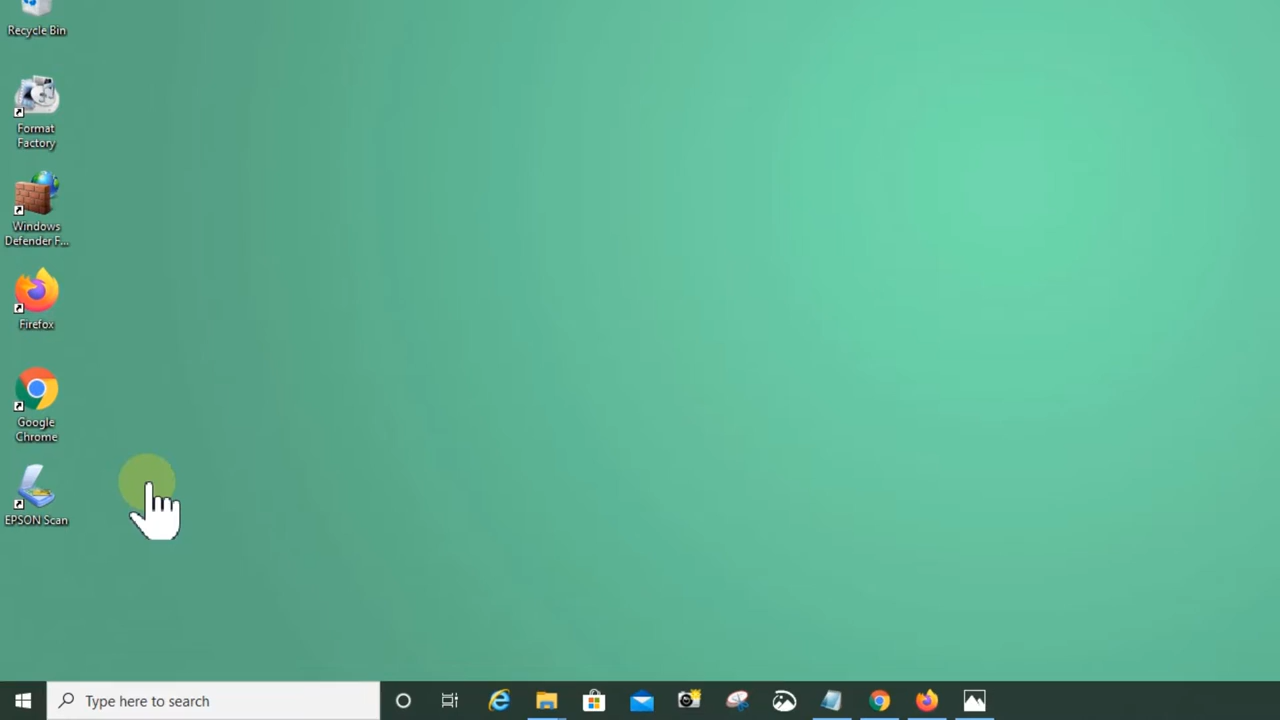 Recycle Bin
Format
Factory
Windows
Defender F...
Firefox
Google
Chrome
EPSON Scan
Type here to search